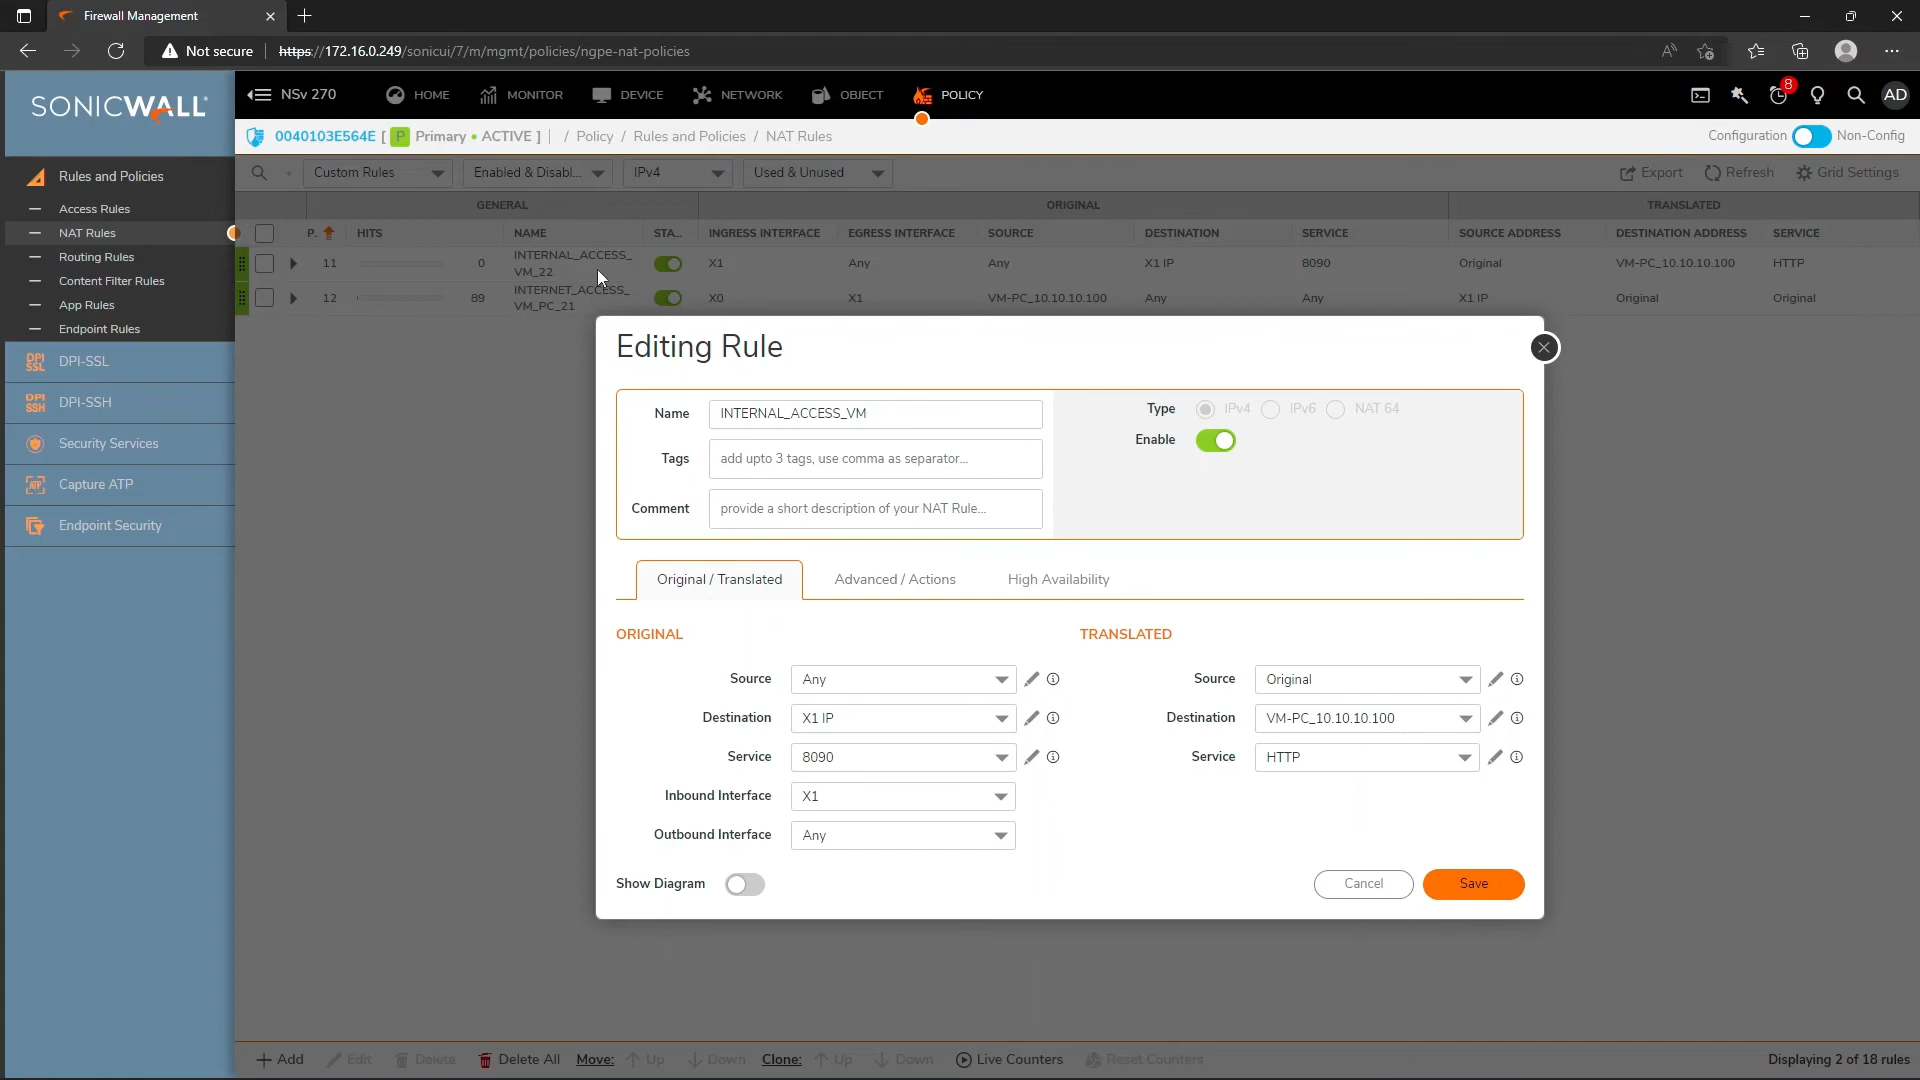 Firewall Management
Not secure https://172.16.0.249/sonicui/7/m/mgmt/policies/ngpe-nat-policies
SONICWALL
NSv 270 HOME MONITOR DEVICE NETWORK OBJECT POLICY 8 AD
0040103E564E [ P Primary • ACTIVE ] / Policy / Rules and Policies / NAT Rules Configuration Non-Config
Rules and Policies
Access Rules
NAT Rules
Routing Rules
Content Filter Rules
App Rules
Endpoint Rules
DPI SSL DPI-SSL
DPI SSH DPI-SSH
Security Services
ATP Capture ATP
Endpoint Security
Custom Rules Enabled & Disabl... IPv4 Used & Unused Export Refresh Grid Settings
GENERAL ORIGINAL TRANSLATED
P. HITS NAME STA... INGRESS INTERFACE EGRESS INTERFACE SOURCE DESTINATION SERVICE SOURCE ADDRESS DESTINATION ADDRESS SERVICE
11 0 INTERNAL_ACCESS_ X1 Any Any X1 IP 8090 Original VM-PC_10.10.10.100 HTTP
VM_22
12 89 INTERNET_ACCESS_ X0 X1 VM-PC_10.10.10.100 Any Any X1 IP Original Original
VM_PC_21
Editing Rule
Name INTERNAL_ACCESS_VM Type IPv4 IPv6 NAT 64
Enable
Tags add upto 3 tags, use comma as separator...
Comment provide a short description of your NAT Rule...
Original / Translated Advanced / Actions High Availability
ORIGINAL TRANSLATED
Source Any Source Original
Destination X1 IP Destination VM-PC_10.10.10.100
Service 8090 Service HTTP
Inbound Interface X1
Outbound Interface Any
Show Diagram Cancel Save
Add Edit Delete Delete All Move: Up Down Clone: Up Down Live Counters Reset Counters Displaying 2 of 18 rules